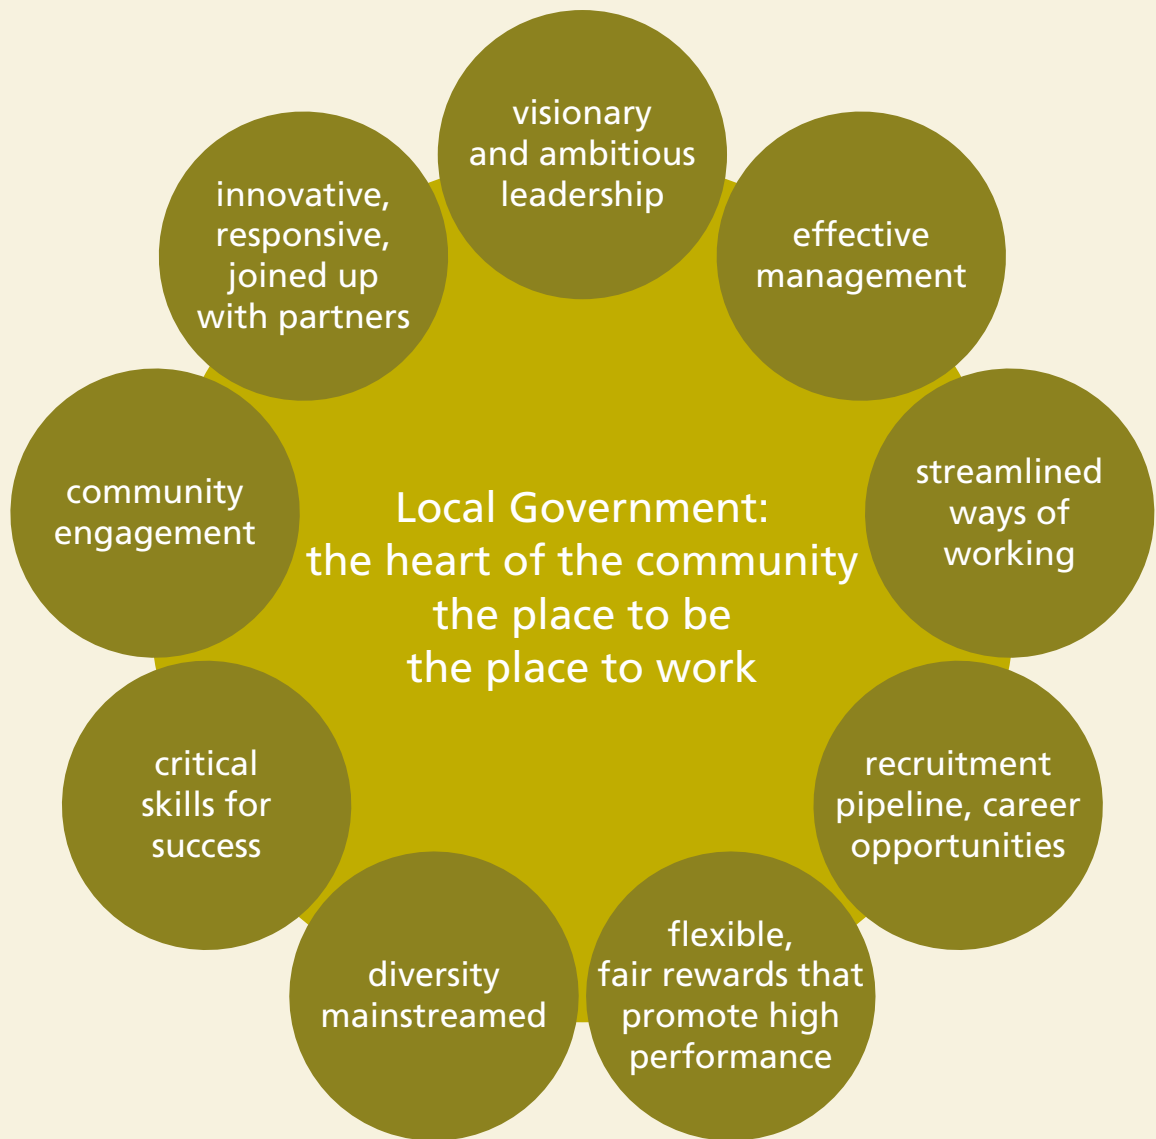 visionary
and ambitious
leadership
effective
management
streamlined
ways of
working
recruitment
pipeline, career
opportunities
flexible,
fair rewards that
promote high
performance
diversity
mainstreamed
critical
skills for
success
community
engagement
innovative,
responsive,
joined up
with partners
Local Government:
the heart of the community
the place to be
the place to work